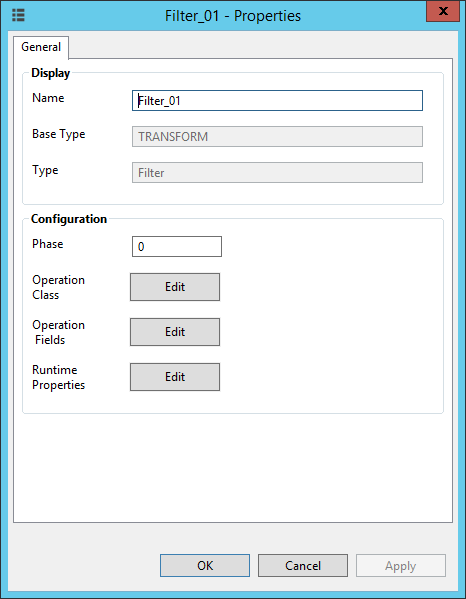 Filter_01 - Properties
X
General
Display
Name
Filter_01
Base Type
TRANSFORM
Type
Filter
Configuration
Phase
0
Operation
Class
Edit
Operation
Fields
Edit
Runtime
Properties
Edit
OK
Cancel
Apply